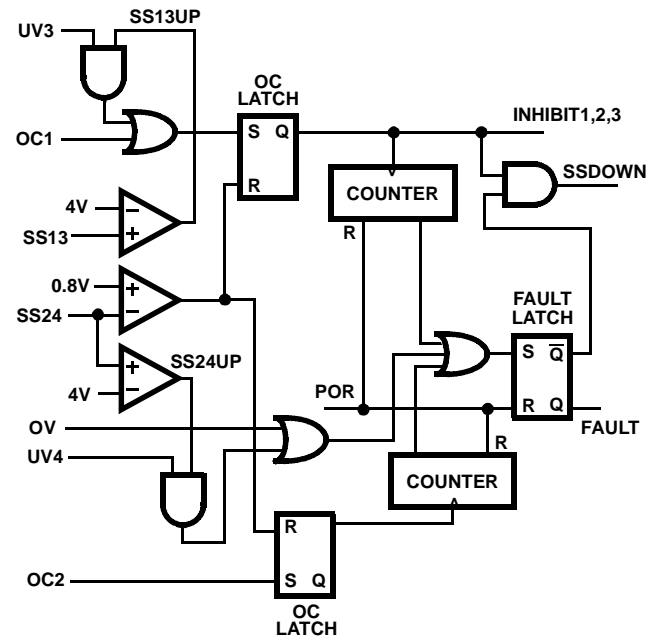 UV3
SS13UP
OC
LATCH
S Q
R
INHIBIT1,2,3
OC1
SSDOWN
COUNTER
R
4V
−
SS13
+
0.8V
+
SS24
−
FAULT
LATCH
S Q
R Q
FAULT
+
SS24UP
4V
−
POR
OV
UV4
R
COUNTER
R
S Q
OC2
OC
LATCH